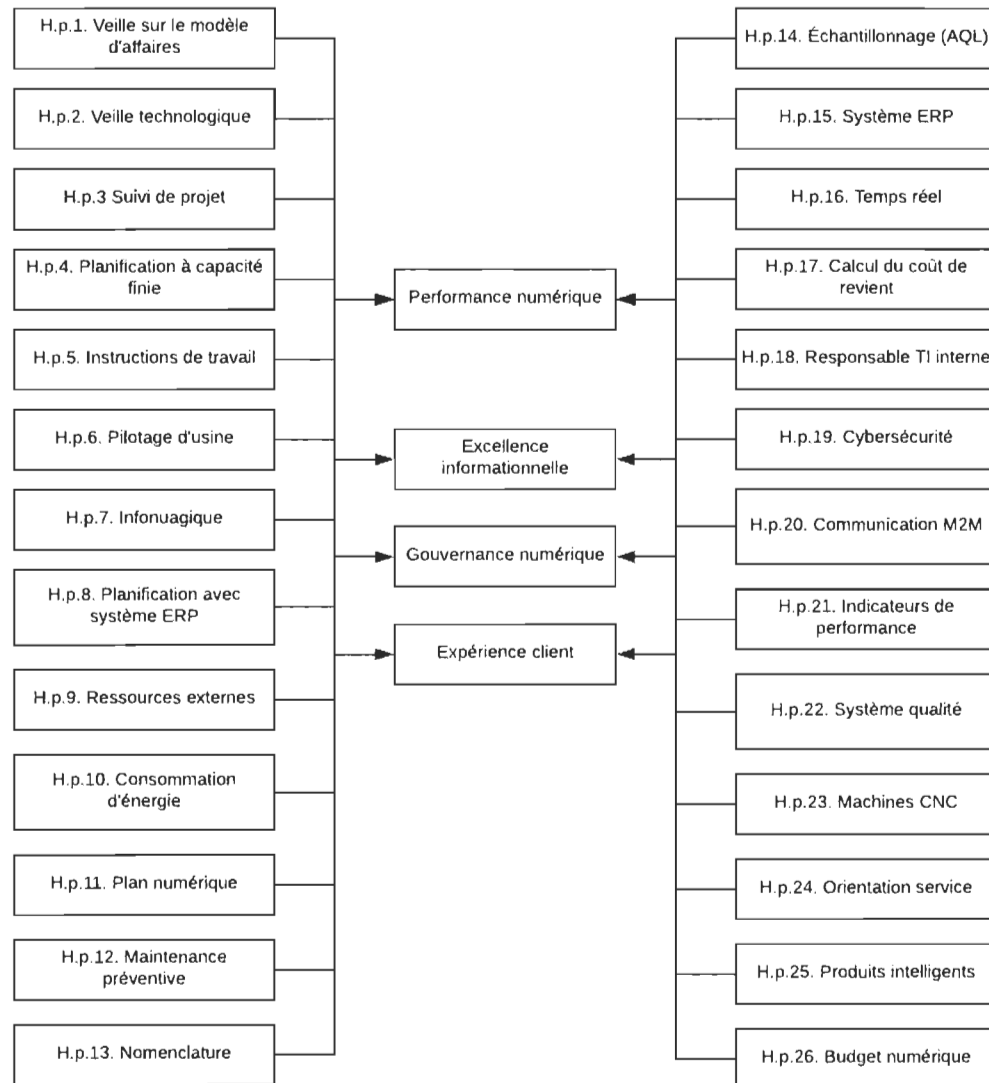 H.p.1. Veille sur le modèle
d'affaires
H.p.2. Veille technologique
H.p.3 Suivi de projet
H.p.4. Planification à capacité
finie
H.p.5. Instructions de travail
H.p.6. Pilotage d'usine
H.p.7. Infonuagique
H.p.8. Planification avec
système ERP
H.p.9. Ressources externes
H.p.10. Consommation
d'énergie
H.p.11. Plan numérique
H.p.12. Maintenance
préventive
H.p.13. Nomenclature
Performance numérique
Excellence
informationnelle
Gouvernance numérique
Expérience client
H.p.14. Échantillonnage (AQL)
H.p.15. Système ERP
H.p.16. Temps réel
H.p.17. Calcul du coût de
revient
H.p.18. Responsable TI interne
H.p.19. Cybersécurité
H.p.20. Communication M2M
H.p.21. Indicateurs de
performance
H.p.22. Système qualité
H.p.23. Machines CNC
H.p.24. Orientation service
H.p.25. Produits intelligents
H.p.26. Budget numérique